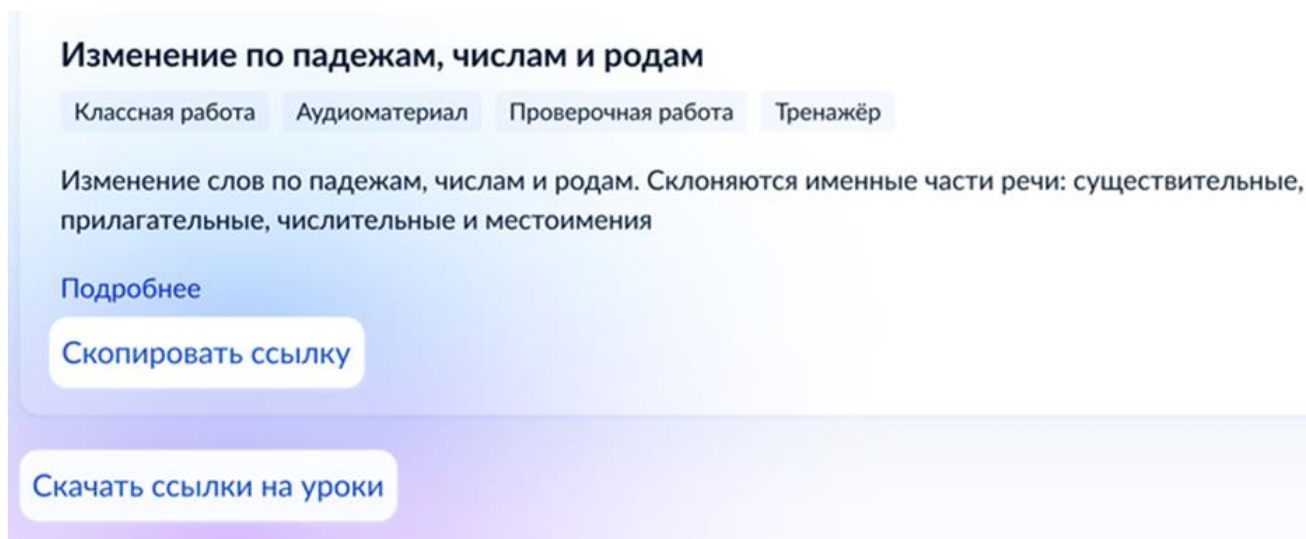 Изменение по падежам, числам и родам
Классная работа Аудиоматериал Проверочная работа Тренажёр
Изменение слов по падежам, числам и родам. Склоняются именные части речи: существительные,
прилагательные, числительные и местоимения
Подробнее
Скопировать ссылку
Скачать ссылки на уроки